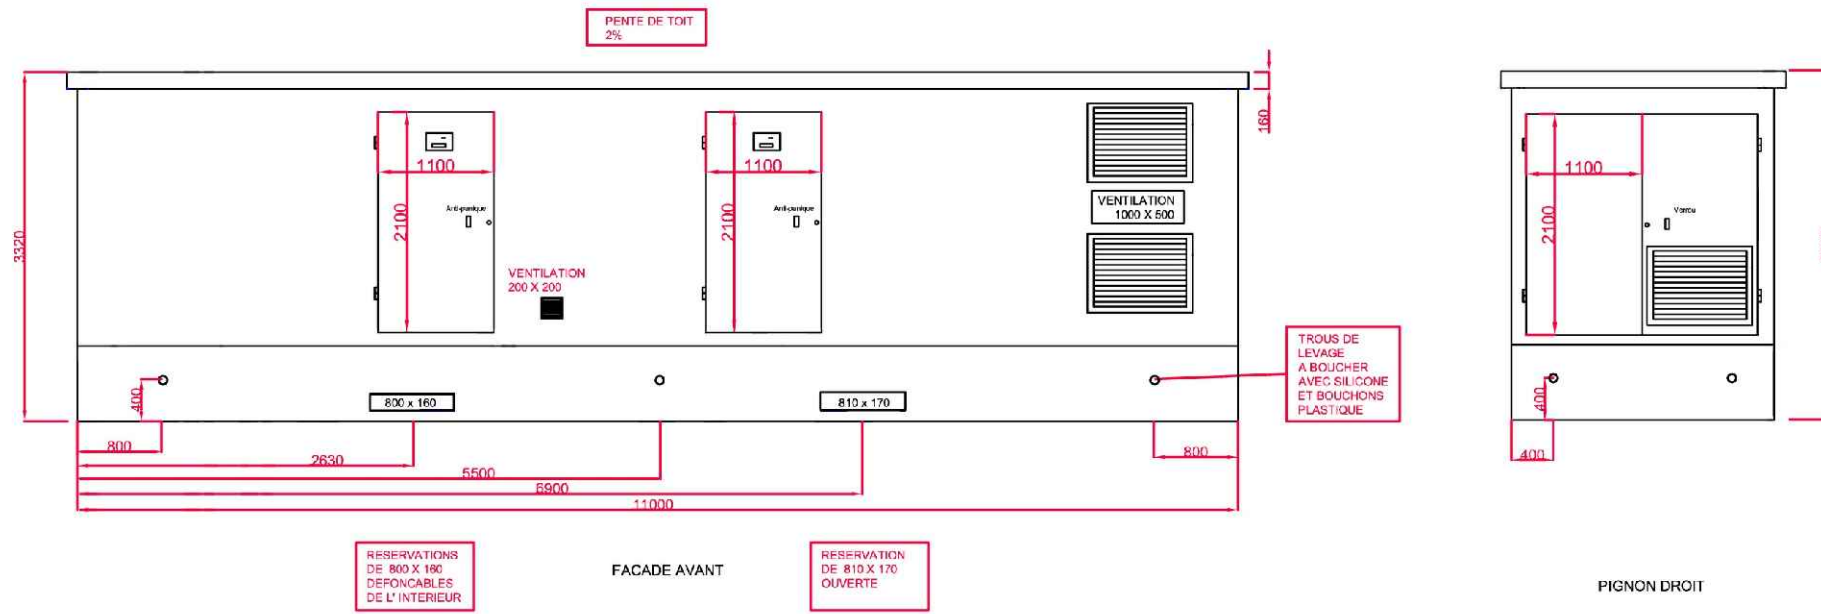 PENTE DE TOIT
2%
3320
160
1100
2100
Anti-panique
1100
2100
Anti-panique
VENTILATION
1000 X 500
VENTILATION
200 X 200
400
800 x 160
810 x 170
TROUS DE
LEVAGE
A BOUCHER
AVEC SILICONE
ET BOUCHONS
PLASTIQUE
800
2630
5500
6900
800
11000
RESERVATIONS
DE 800 X 160
DEFONCABLES
DE L' INTERIEUR
FACADE AVANT
RESERVATION
DE 810 X 170
OUVERTE
1100
2100
Verrou
400
400
PIGNON DROIT